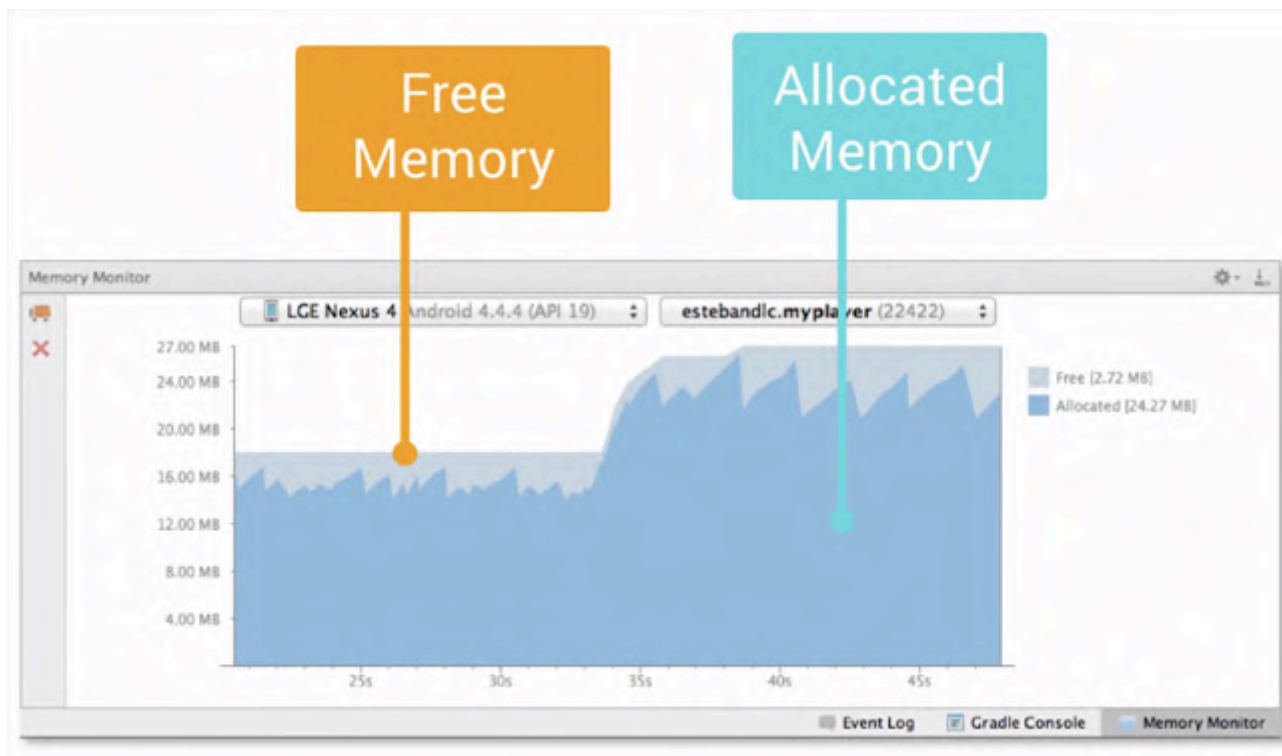 Free
Memory
Allocated
Memory
Memory Monitor
LGE Nexus 4 Android 4.4.4 (API 19)
estebandlc.myplayer (22422)
27.00 MB
24.00 MB
20.00 MB
16.00 MB
12.00 MB
8.00 MB
4.00 MB
Free [2.72 MB]
Allocated [24.27 MB]
25s
30s
35s
40s
45s
Event Log
Gradle Console
Memory Monitor